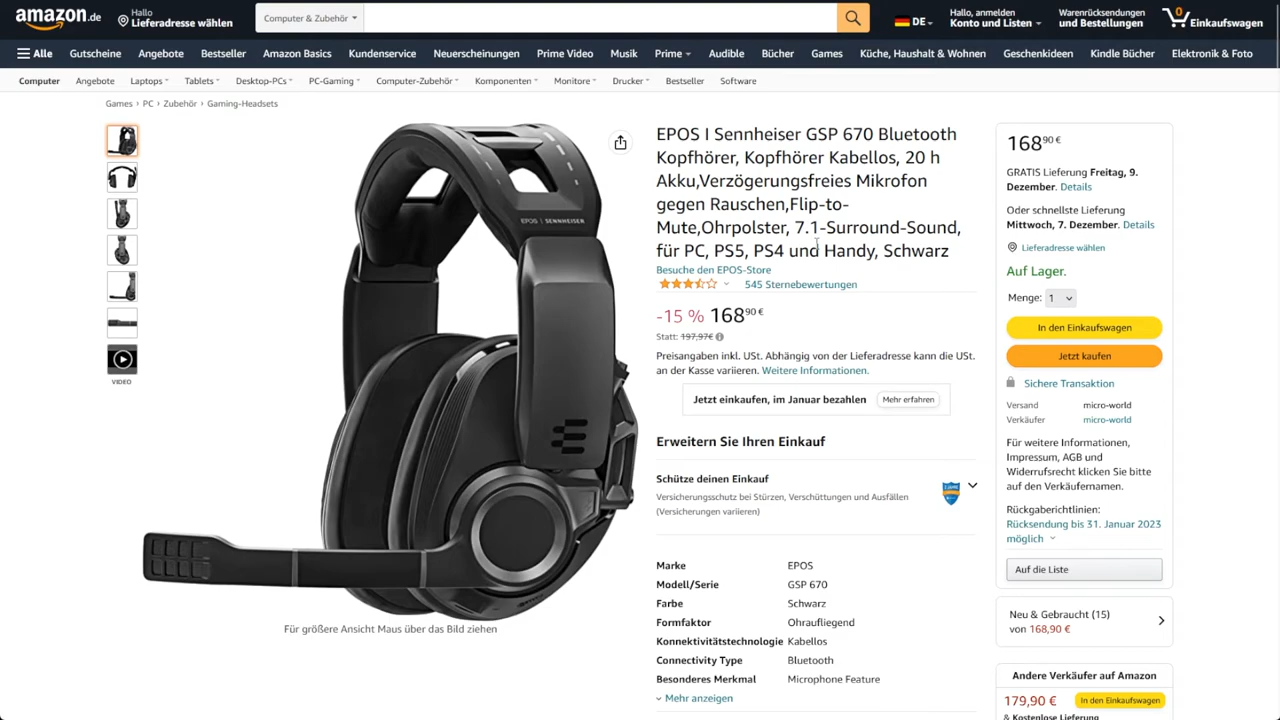 amazon.de
Hallo
Lieferadresse wählen
Computer & Zubehör
DE
Hallo, anmelden
Konto und Listen
Warenrücksendungen
und Bestellungen
0
Einkaufswagen
Alle
Gutscheine
Angebote
Bestseller
Amazon Basics
Kundenservice
Neuerscheinungen
Prime Video
Musik
Prime
Audible
Bücher
Games
Küche, Haushalt & Wohnen
Geschenkideen
Kindle Bücher
Elektronik & Foto
Computer
Angebote
Laptops
Tablets
Desktop-PCs
PC-Gaming
Computer-Zubehör
Komponenten
Monitore
Drucker
Bestseller
Software
Games › PC › Zubehör › Gaming-Headsets
VIDEO
EPOS | SENNHEISER
Für größere Ansicht Maus über das Bild ziehen
EPOS I Sennheiser GSP 670 Bluetooth
Kopfhörer, Kopfhörer Kabellos, 20 h
Akku,Verzögerungsfreies Mikrofon
gegen Rauschen,Flip-to-
Mute,Ohrpolster, 7.1-Surround-Sound,
für PC, PS5, PS4 und Handy, Schwarz
Besuche den EPOS-Store
545 Sternebewertungen
-15 % 168⁹⁰ €
Statt: 197,97€
Preisangaben inkl. USt. Abhängig von der Lieferadresse kann die USt.
an der Kasse variieren. Weitere Informationen.
Jetzt einkaufen, im Januar bezahlen
Mehr erfahren
Erweitern Sie Ihren Einkauf
Schütze deinen Einkauf
Versicherungsschutz bei Stürzen, Verschüttungen und Ausfällen
(Versicherungen variieren)
Marke EPOS
Modell/Serie GSP 670
Farbe Schwarz
Formfaktor Ohraufliegend
Konnektivitätstechnologie Kabellos
Connectivity Type Bluetooth
Besonderes Merkmal Microphone Feature
Mehr anzeigen
168⁹⁰ €
GRATIS Lieferung Freitag, 9.
Dezember. Details
Oder schnellste Lieferung
Mittwoch, 7. Dezember. Details
Lieferadresse wählen
Auf Lager.
Menge: 1
In den Einkaufswagen
Jetzt kaufen
Sichere Transaktion
Versand micro-world
Verkäufer micro-world
Für weitere Informationen,
Impressum, AGB und
Widerrufsrecht klicken Sie bitte
auf den Verkäufernamen.
Rückgaberichtlinien:
Rücksendung bis 31. Januar 2023
möglich
Auf die Liste
Neu & Gebraucht (15)
von 168,90 €
Andere Verkäufer auf Amazon
179,90 €
In den Einkaufswagen
& Kostenlose Lieferung